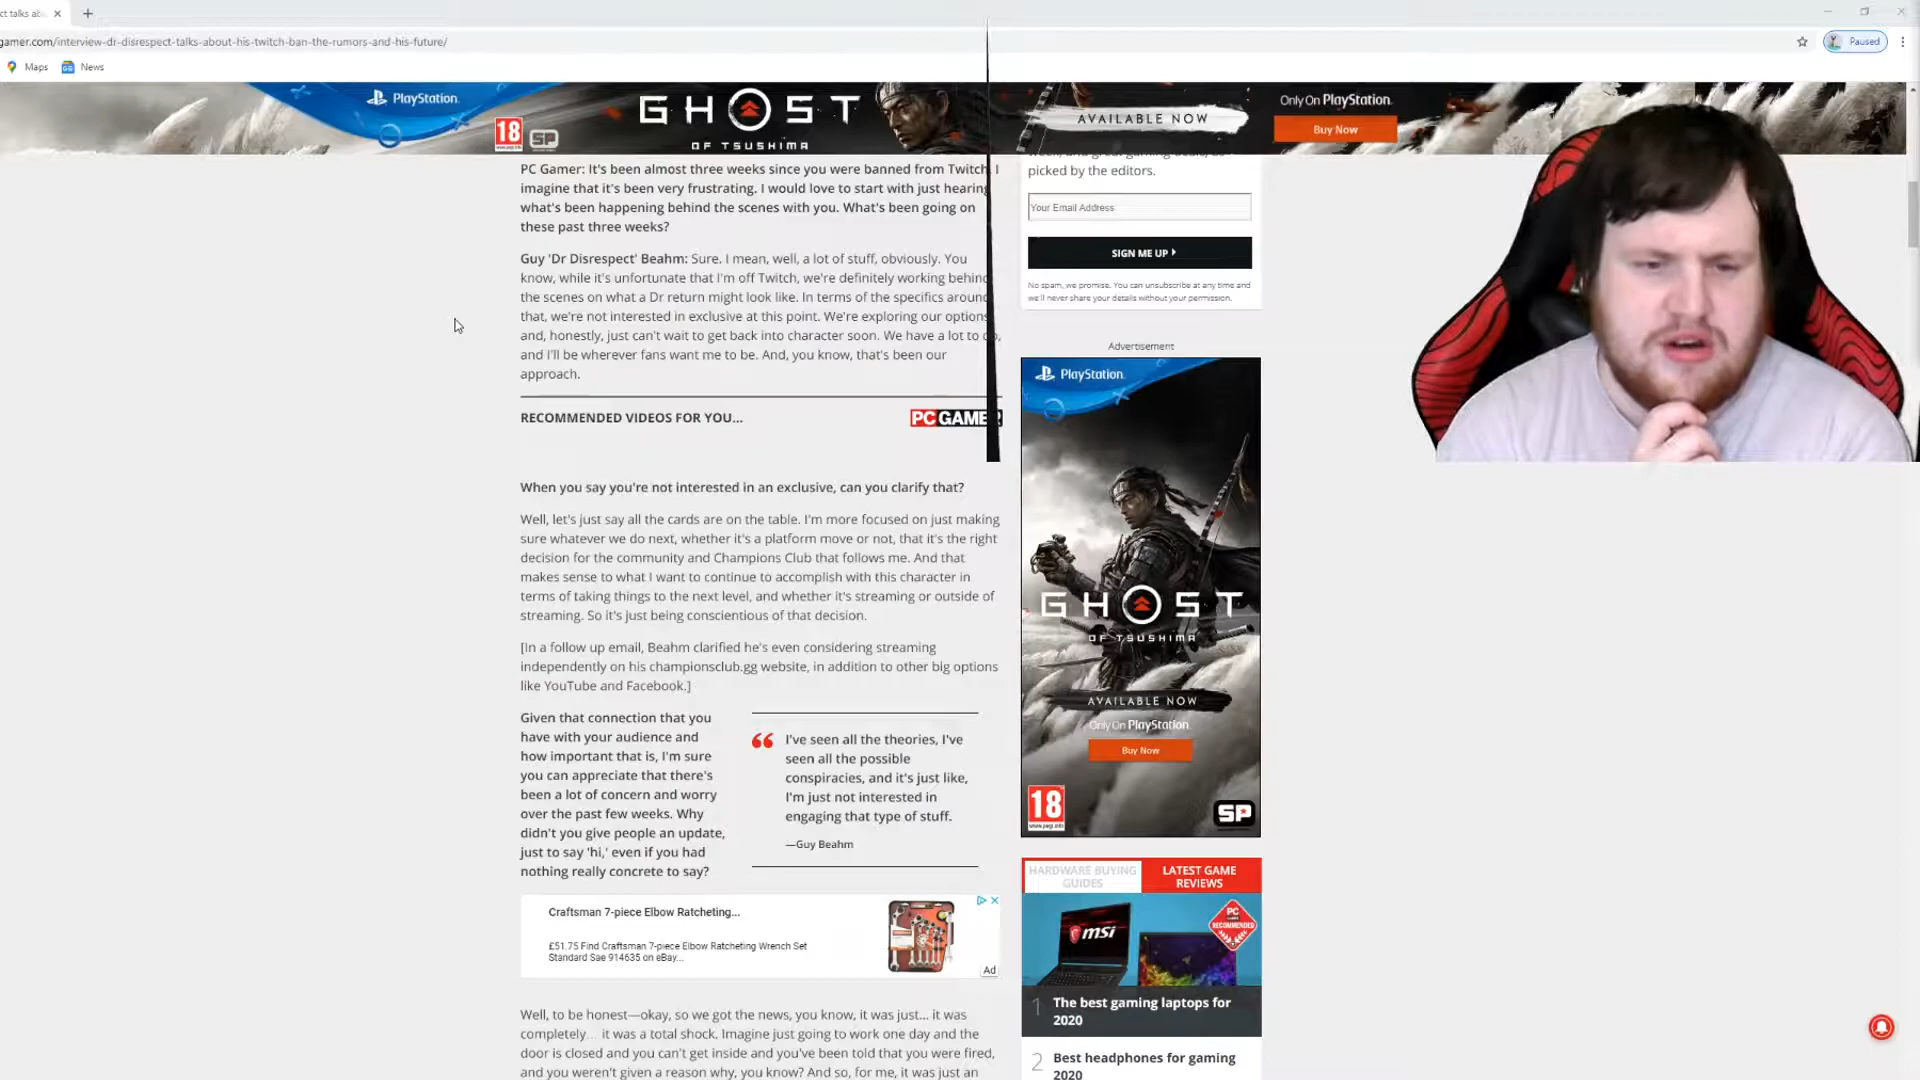 ct talks ab
gamer.com/interview-dr-disrespect-talks-about-his-twitch-ban-the-rumors-and-his-future/
Paused
Maps
News
PlayStation.
18
SP
GHOST
OF TSUSHIMA
AVAILABLE NOW
Only On PlayStation.
Buy Now
PC Gamer: It's been almost three weeks since you were banned from Twitch, I
imagine that it's been very frustrating. I would love to start with just hearing
what's been happening behind the scenes with you. What's been going on
these past three weeks?
Guy 'Dr Disrespect' Beahm: Sure. I mean, well, a lot of stuff, obviously. You
know, while it's unfortunate that I'm off Twitch, we're definitely working behind
the scenes on what a Dr return might look like. In terms of the specifics around
that, we're not interested in exclusive at this point. We're exploring our options
and, honestly, just can't wait to get back into character soon. We have a lot to do,
and I'll be wherever fans want me to be. And, you know, that's been our
approach.
RECOMMENDED VIDEOS FOR YOU...
PC GAMER
When you say you're not interested in an exclusive, can you clarify that?
Well, let's just say all the cards are on the table. I'm more focused on just making
sure whatever we do next, whether it's a platform move or not, that it's the right
decision for the community and Champions Club that follows me. And that
makes sense to what I want to continue to accomplish with this character in
terms of taking things to the next level, and whether it's streaming or outside of
streaming. So it's just being conscientious of that decision.
[In a follow up email, Beahm clarified he's even considering streaming
independently on his championsclub.gg website, in addition to other big options
like YouTube and Facebook.]
Given that connection that you
have with your audience and
how important that is, I'm sure
you can appreciate that there's
been a lot of concern and worry
over the past few weeks. Why
didn't you give people an update,
just to say 'hi,' even if you had
nothing really concrete to say?
I've seen all the theories, I've
seen all the possible
conspiracies, and it's just like,
I'm just not interested in
engaging that type of stuff.
—Guy Beahm
Craftsman 7-piece Elbow Ratcheting...
£51.75 Find Craftsman 7-piece Elbow Ratcheting Wrench Set
Standard Sae 914635 on eBay...
Ad
Well, to be honest—okay, so we got the news, you know, it was just... it was
completely... it was a total shock. Imagine just going to work one day and the
door is closed and you can't get inside and you've been told that you were fired,
and you weren't given a reason why, you know? And so, for me, it was just an
picked by the editors.
Your Email Address
SIGN ME UP
No spam, we promise. You can unsubscribe at any time and
we'll never share your details without your permission.
Advertisement
PlayStation.
GHOST
OF TSUSHIMA
AVAILABLE NOW
Only On PlayStation.
Buy Now
18
www.pegi.info
SP
HARDWARE BUYING
GUIDES
LATEST GAME
REVIEWS
msi
PC GAMER
RECOMMENDED
1 The best gaming laptops for
2020
2 Best headphones for gaming
2020